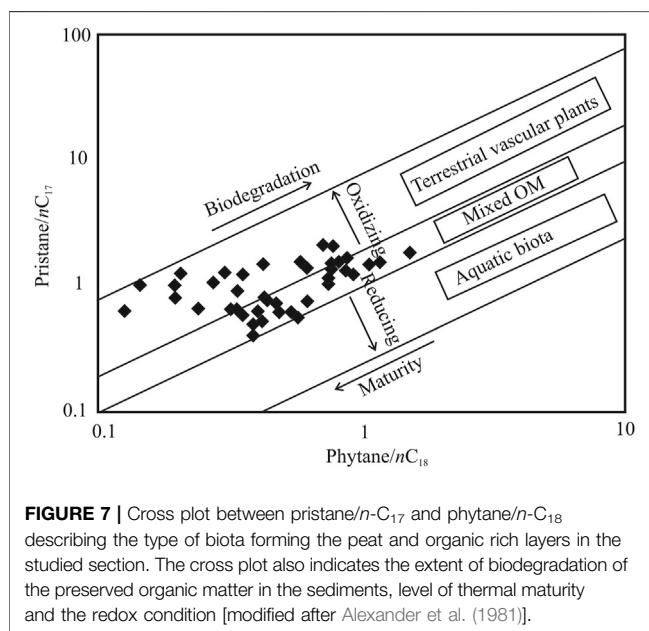 100
10
1
0.1
Pristane/nC17
Biodegradation
Oxidizing
Reducing
Maturity
Terrestrial vascular plants
Mixed OM
Aquatic biota
0.1
1
10
Phytane/nC18
FIGURE 7 | Cross plot between pristane/n-C17 and phytane/n-C18
describing the type of biota forming the peat and organic rich layers in the
studied section. The cross plot also indicates the extent of biodegradation of
the preserved organic matter in the sediments, level of thermal maturity
and the redox condition [modified after Alexander et al. (1981)].